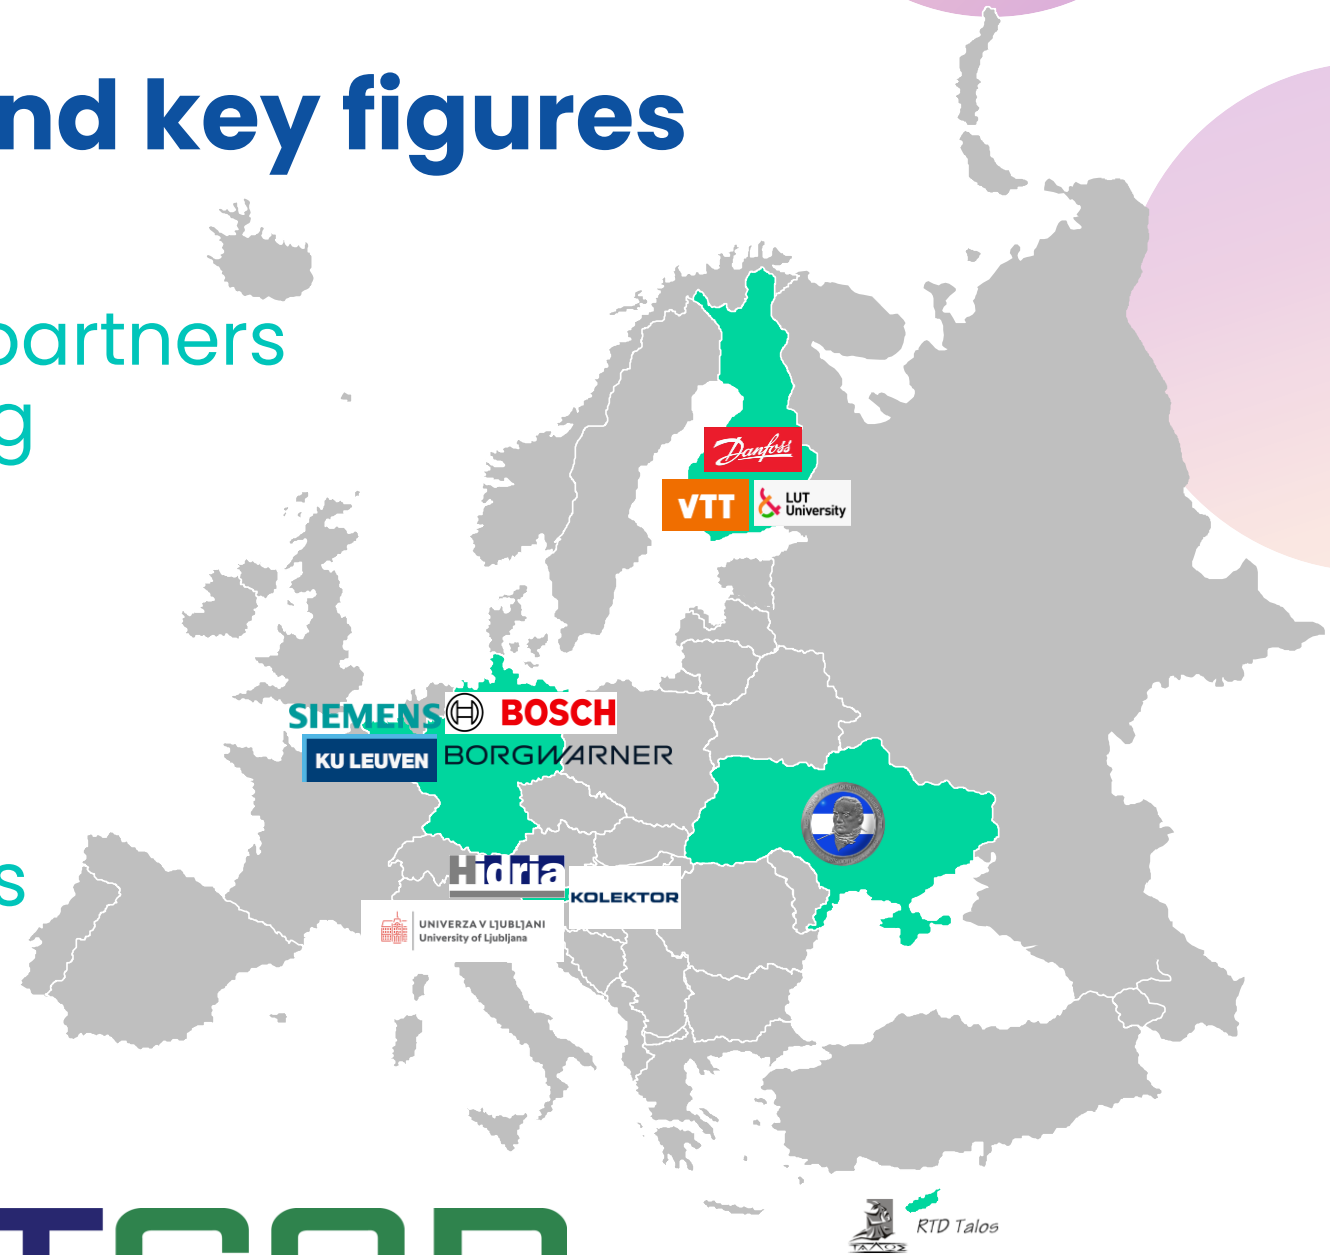 nd key figures
partners
g
Danfoss
VTT
LUT
University
SIEMENS
BOSCH
KU LEUVEN
BORGWARNER
Hidria
KOLEKTOR
s
UNIVERZA V LJUBLJANI
University of Ljubljana
RTD Talos
ΤΑΛΩΣ